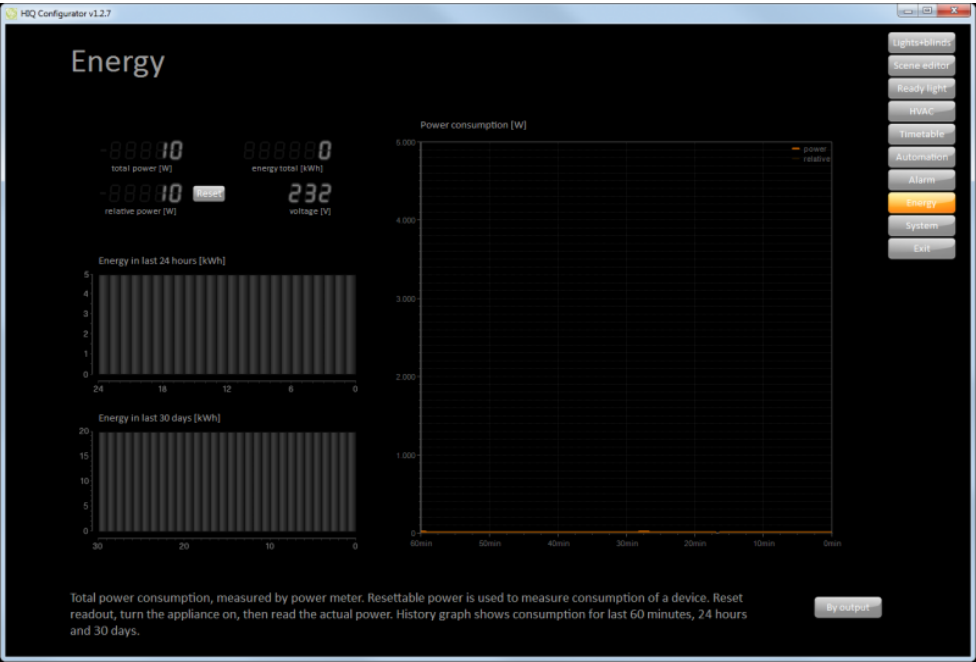 HIQ Configurator v1.2.7
Energy
Lights+blinds
Scene editor
Ready light
HVAC
Timetable
Automation
Alarm
Energy
System
Exit
10
total power [W]
0
energy total [kWh]
10
Reset
relative power [W]
232
voltage [V]
Energy in last 24 hours [kWh]
5
4
3
2
1
0
24 18 12 6 0
Energy in last 30 days [kWh]
20
15
10
5
0
30 20 10 0
Power consumption [W]
power
relative
5.000
4.000
3.000
2.000
1.000
0
60min 50min 40min 30min 20min 10min 0min
Total power consumption, measured by power meter. Resettable power is used to measure consumption of a device. Reset
readout, turn the appliance on, then read the actual power. History graph shows consumption for last 60 minutes, 24 hours
and 30 days.
By output